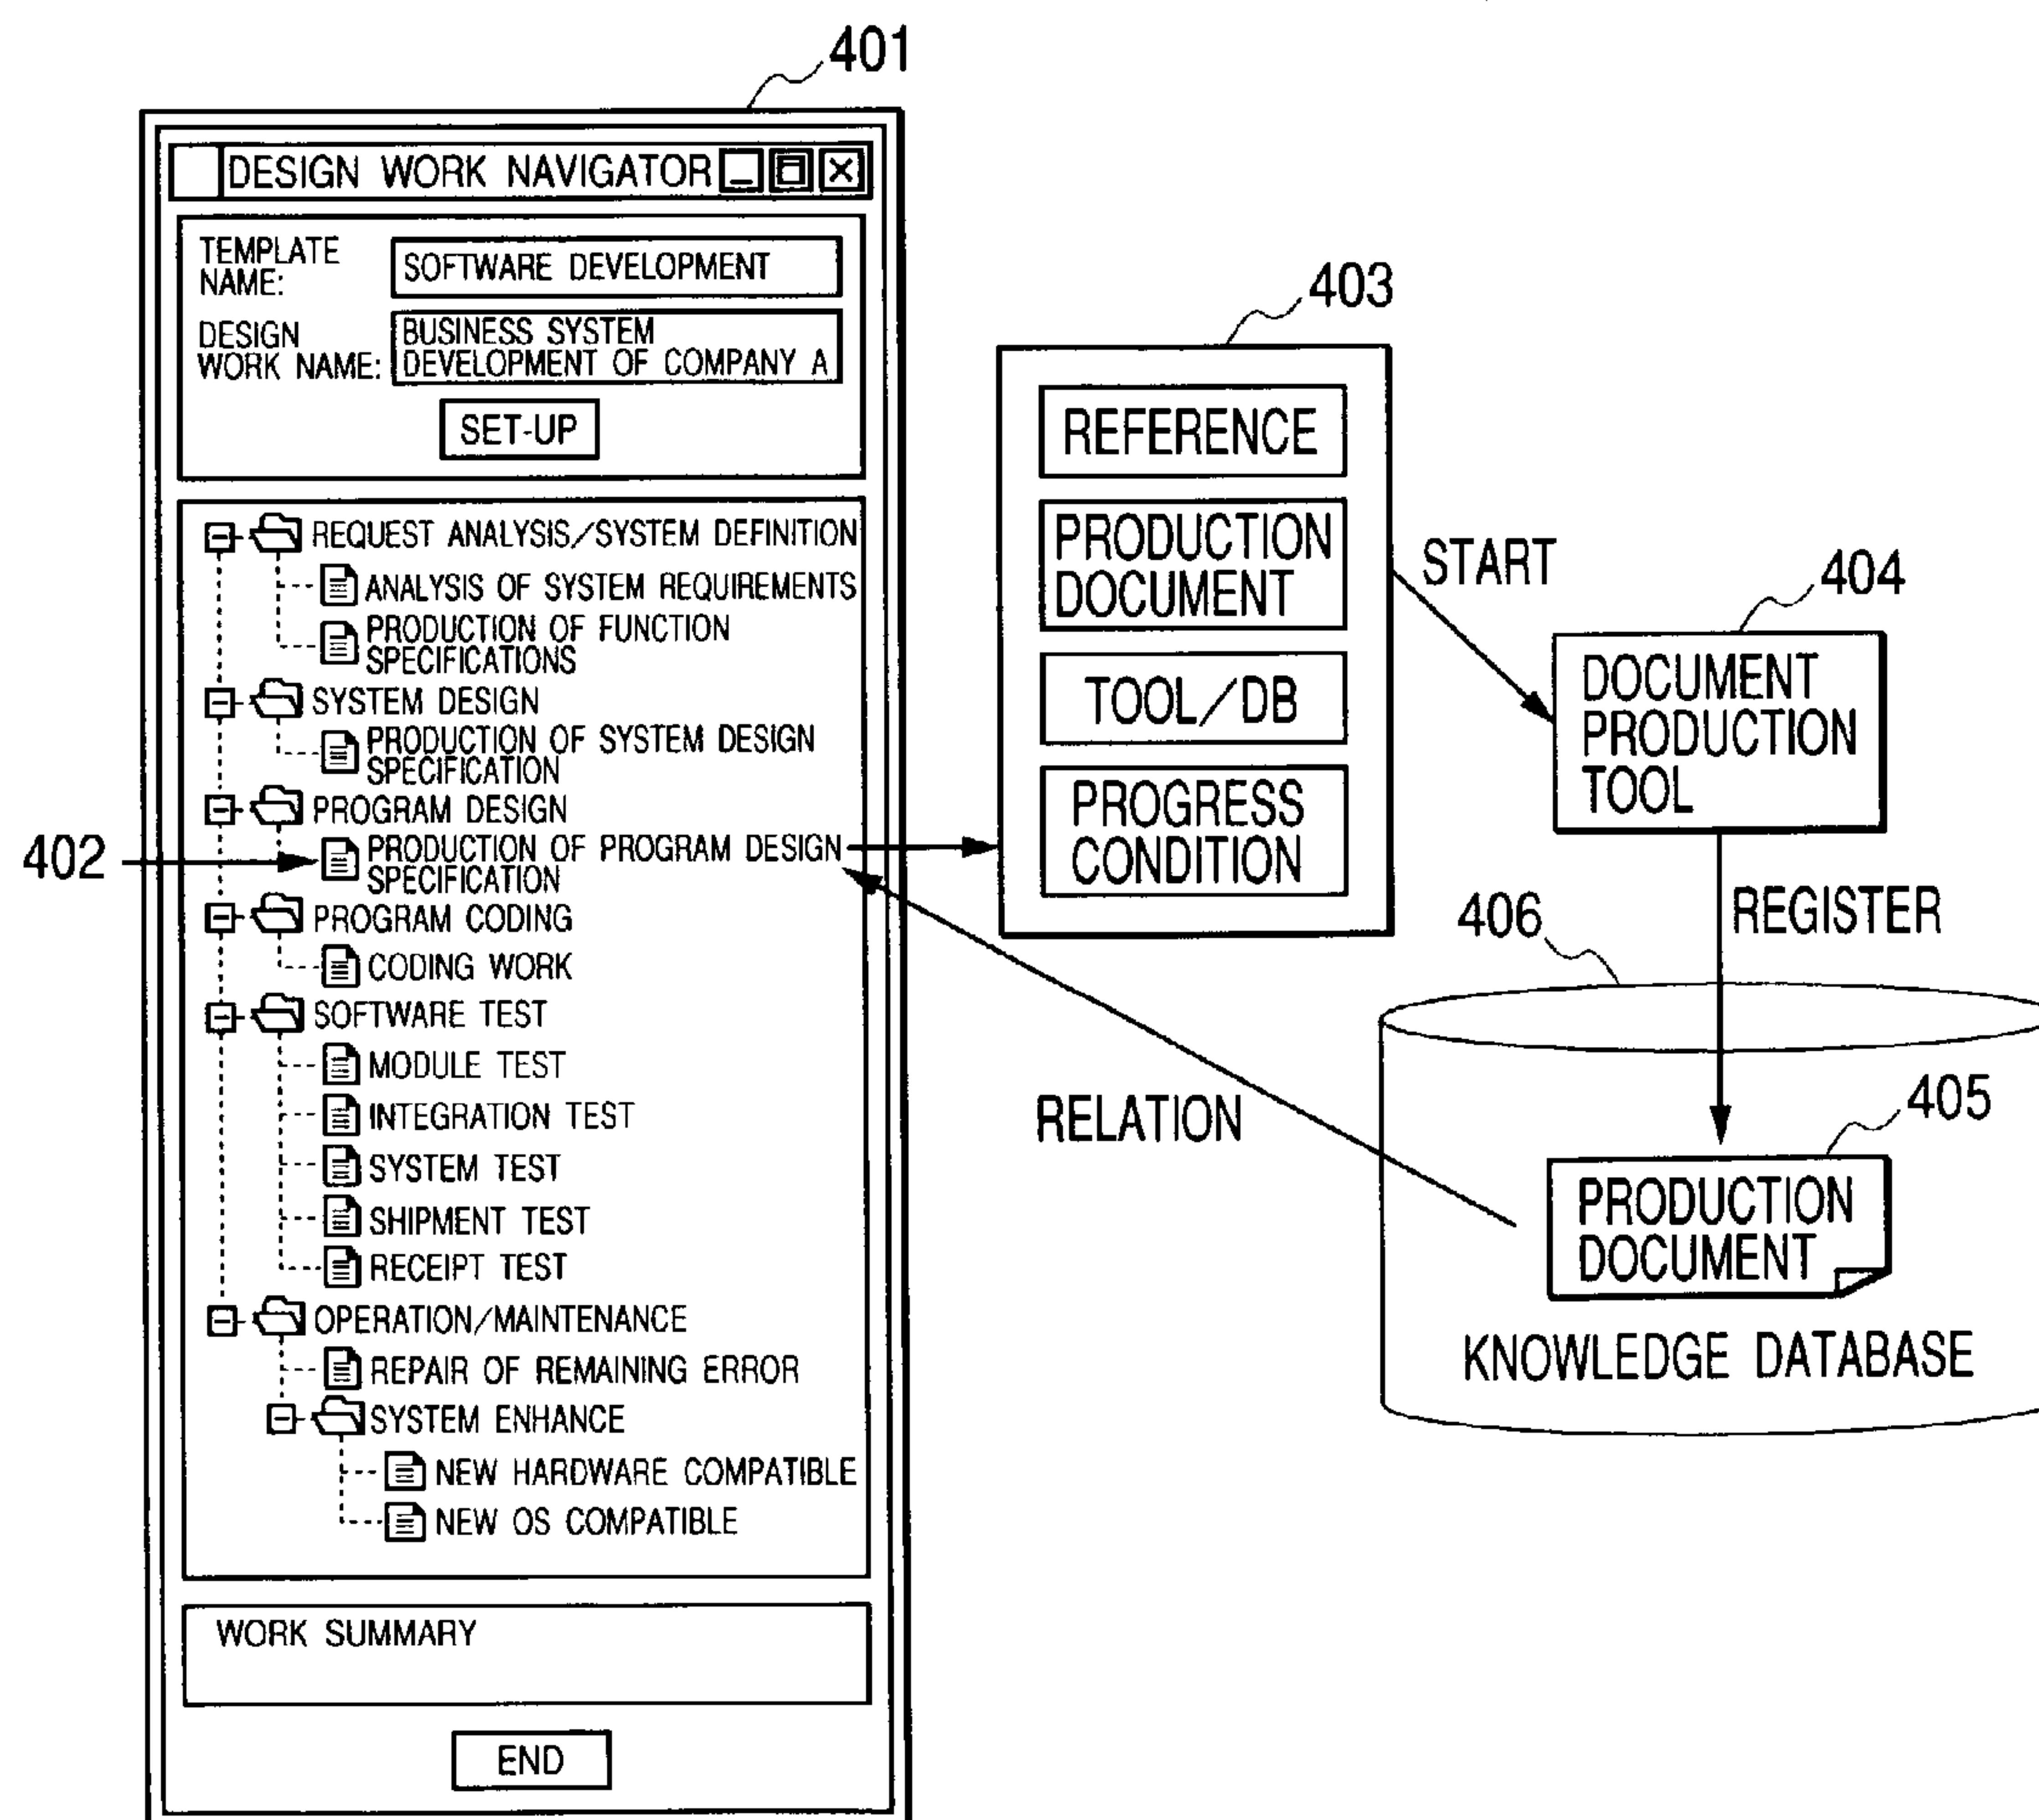 401
DESIGN WORK NAVIGATOR
TEMPLATE
NAME:
SOFTWARE DEVELOPMENT
DESIGN
WORK NAME:
BUSINESS SYSTEM
DEVELOPMENT OF COMPANY A
SET-UP
REQUEST ANALYSIS/SYSTEM DEFINITION
ANALYSIS OF SYSTEM REQUIREMENTS
PRODUCTION OF FUNCTION
SPECIFICATIONS
SYSTEM DESIGN
PRODUCTION OF SYSTEM DESIGN
SPECIFICATION
PROGRAM DESIGN
402
PRODUCTION OF PROGRAM DESIGN
SPECIFICATION
PROGRAM CODING
CODING WORK
SOFTWARE TEST
MODULE TEST
INTEGRATION TEST
SYSTEM TEST
SHIPMENT TEST
RECEIPT TEST
OPERATION/MAINTENANCE
REPAIR OF REMAINING ERROR
SYSTEM ENHANCE
NEW HARDWARE COMPATIBLE
NEW OS COMPATIBLE
WORK SUMMARY
END
403
REFERENCE
PRODUCTION
DOCUMENT
TOOL/DB
PROGRESS
CONDITION
START
404
DOCUMENT
PRODUCTION
TOOL
REGISTER
406
RELATION
405
PRODUCTION
DOCUMENT
KNOWLEDGE DATABASE